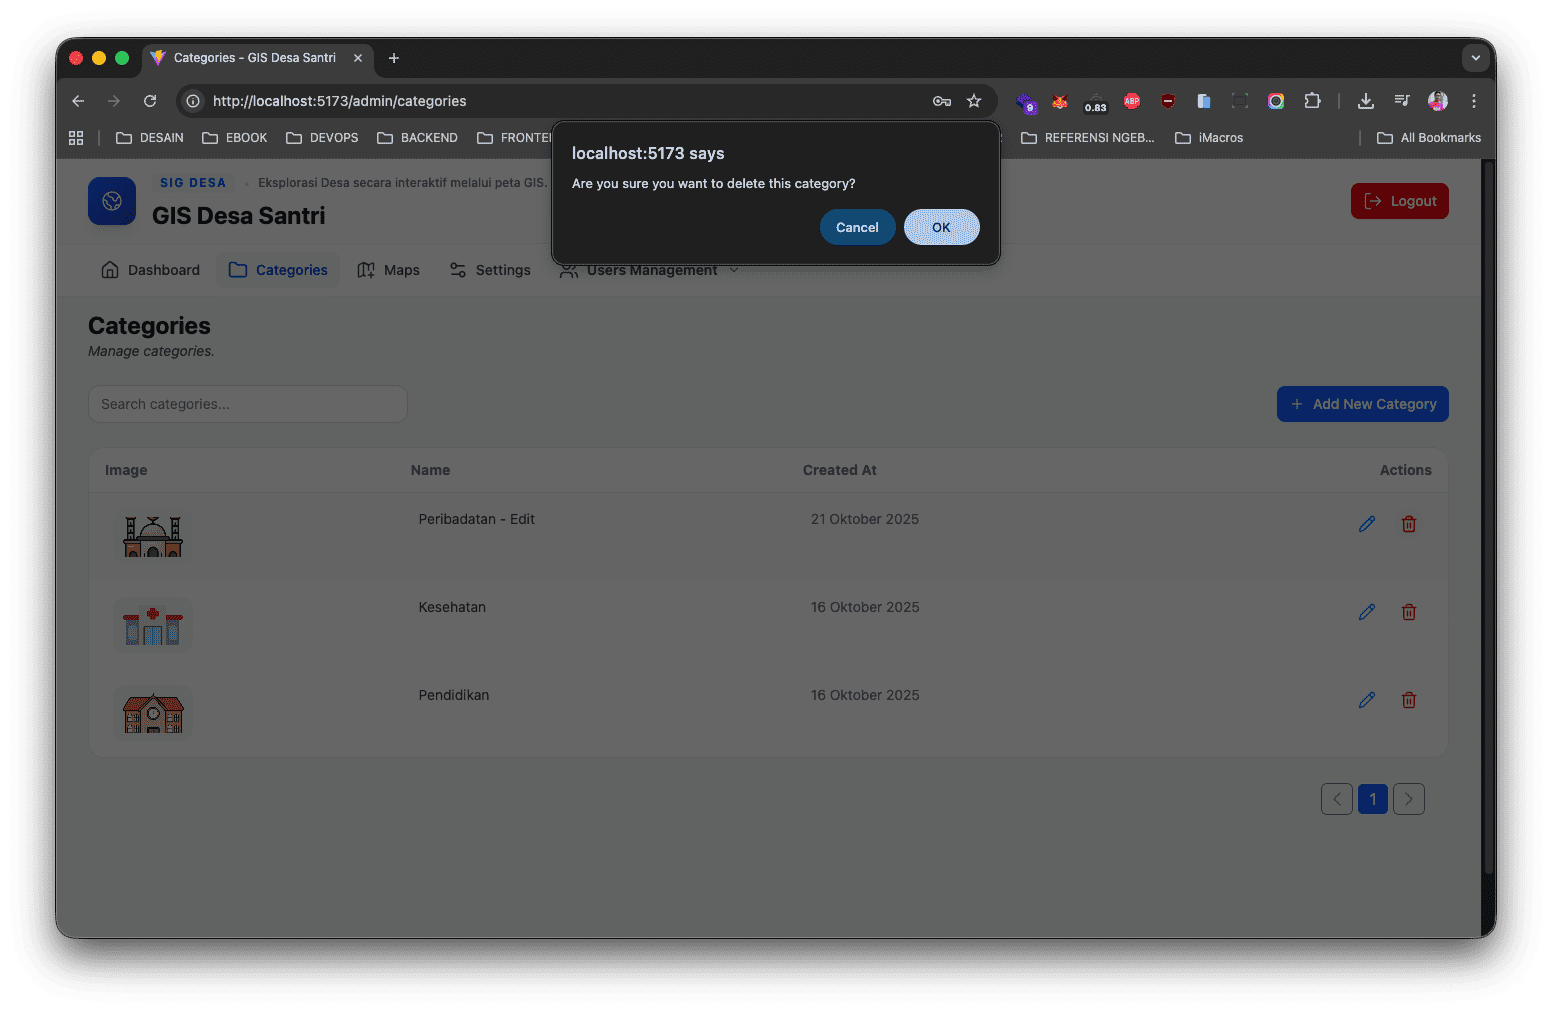 Categories - GIS Desa Santri
http://localhost:5173/admin/categories
9
0.83
ABP
DESAIN
EBOOK
DEVOPS
BACKEND
REFERENSI NGEB...
iMacros
All Bookmarks
localhost:5173 says
Are you sure you want to delete this category?
Cancel
OK
SIG DESA
Eksplorasi Desa secara interaktif melalui peta GIS.
GIS Desa Santri
Logout
Dashboard
Categories
Maps
Settings
Users Management
Categories
Manage categories.
Search categories...
+ Add New Category
Image Name Created At Actions
Peribadatan - Edit 21 Oktober 2025
Kesehatan 16 Oktober 2025
Pendidikan 16 Oktober 2025
1